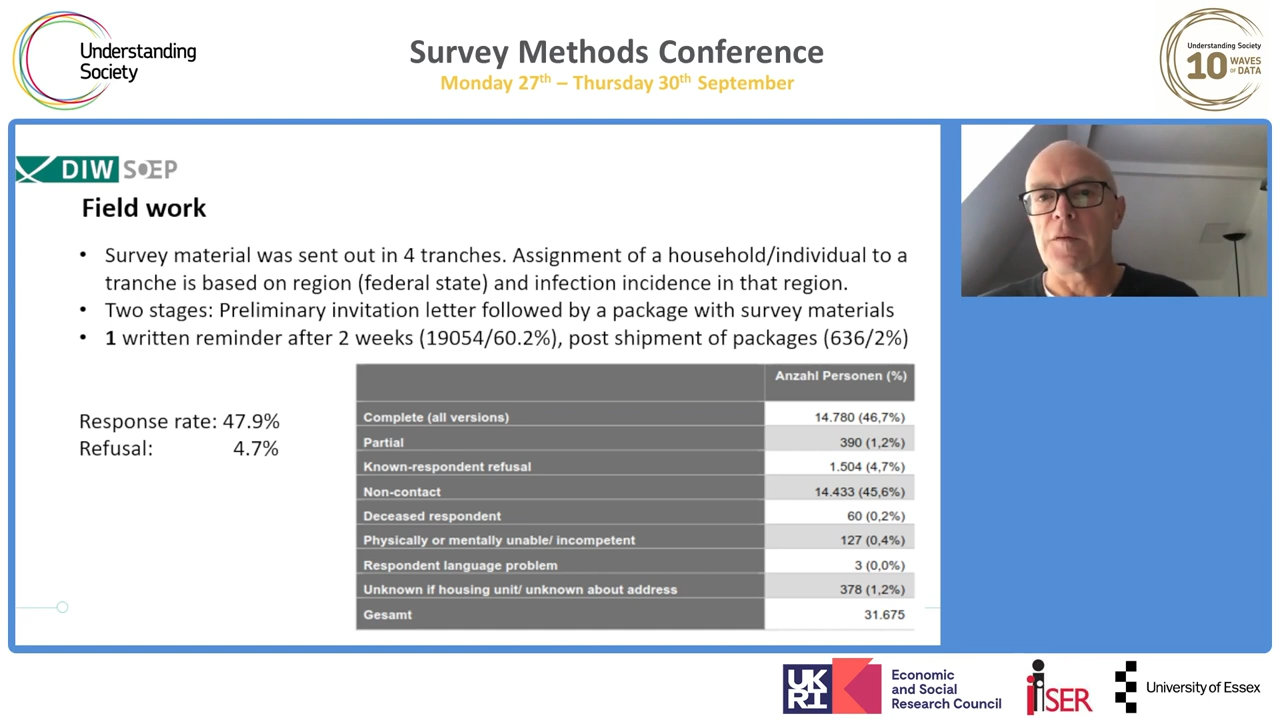 Understanding
Society
Survey Methods Conference
Monday 27th – Thursday 30th September
Understanding Society
10 WAVES
OF DATA
DIW SOEP
Field work
• Survey material was sent out in 4 tranches. Assignment of a household/individual to a
tranche is based on region (federal state) and infection incidence in that region.
• Two stages: Preliminary invitation letter followed by a package with survey materials
• 1 written reminder after 2 weeks (19054/60.2%), post shipment of packages (636/2%)
Response rate: 47.9%
Refusal: 4.7%
Anzahl Personen (%)
Complete (all versions) 14.780 (46,7%)
Partial 390 (1,2%)
Known-respondent refusal 1.504 (4,7%)
Non-contact 14.433 (45,6%)
Deceased respondent 60 (0,2%)
Physically or mentally unable/ incompetent 127 (0,4%)
Respondent language problem 3 (0,0%)
Unknown if housing unit/ unknown about address 378 (1,2%)
Gesamt 31.675
UK
RI
Economic
and Social
Research Council
iISER
University of Essex